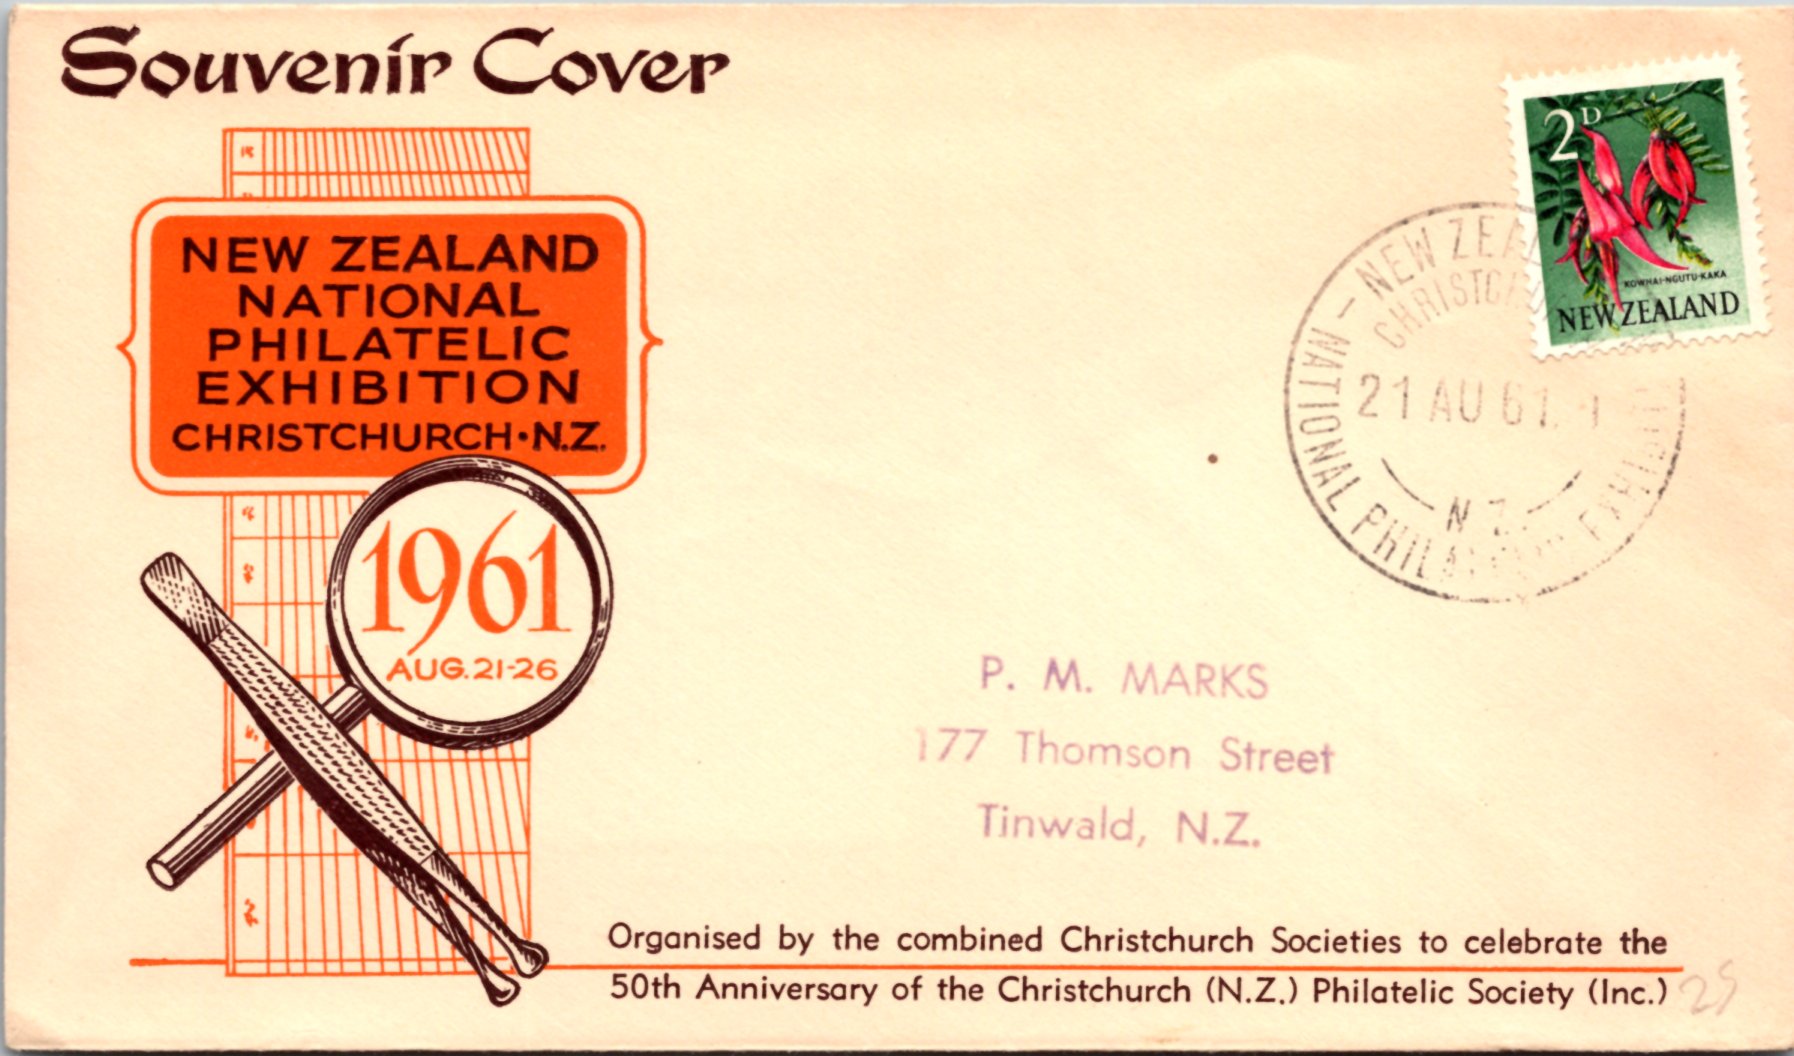 Souvenir Cover
NEW ZEALAND
NATIONAL
PHILATELIC
EXHIBITION
CHRISTCHURCH·N.Z.
1961
AUG. 21-26
2D
KOWHAI-NGUTU-KAKA
NEW ZEALAND
NATIONAL
NEW
21 AU 61
N Z
P. M. MARKS
177 Thomson Street
Tinwald, N.Z.
Organised by the combined Christchurch Societies to celebrate the
50th Anniversary of the Christchurch (N.Z.) Philatelic Society (Inc.)
25